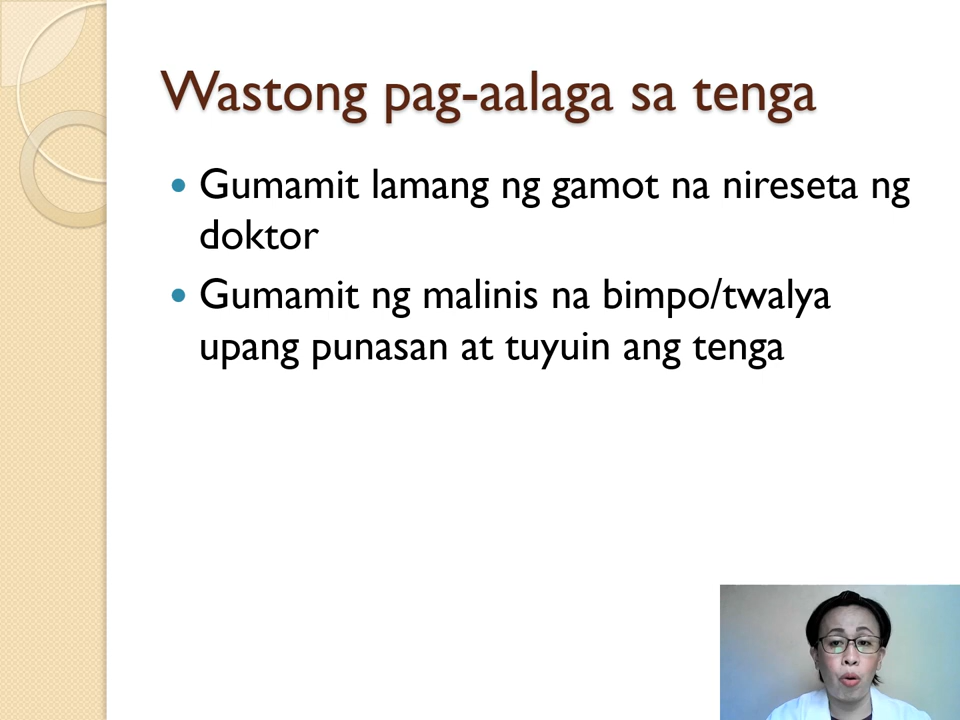 Wastong pag-aalaga sa tenga
Gumamit lamang ng gamot na nireseta ng
doktor
Gumamit ng malinis na bimpo/twalya
upang punasan at tuyuin ang tenga